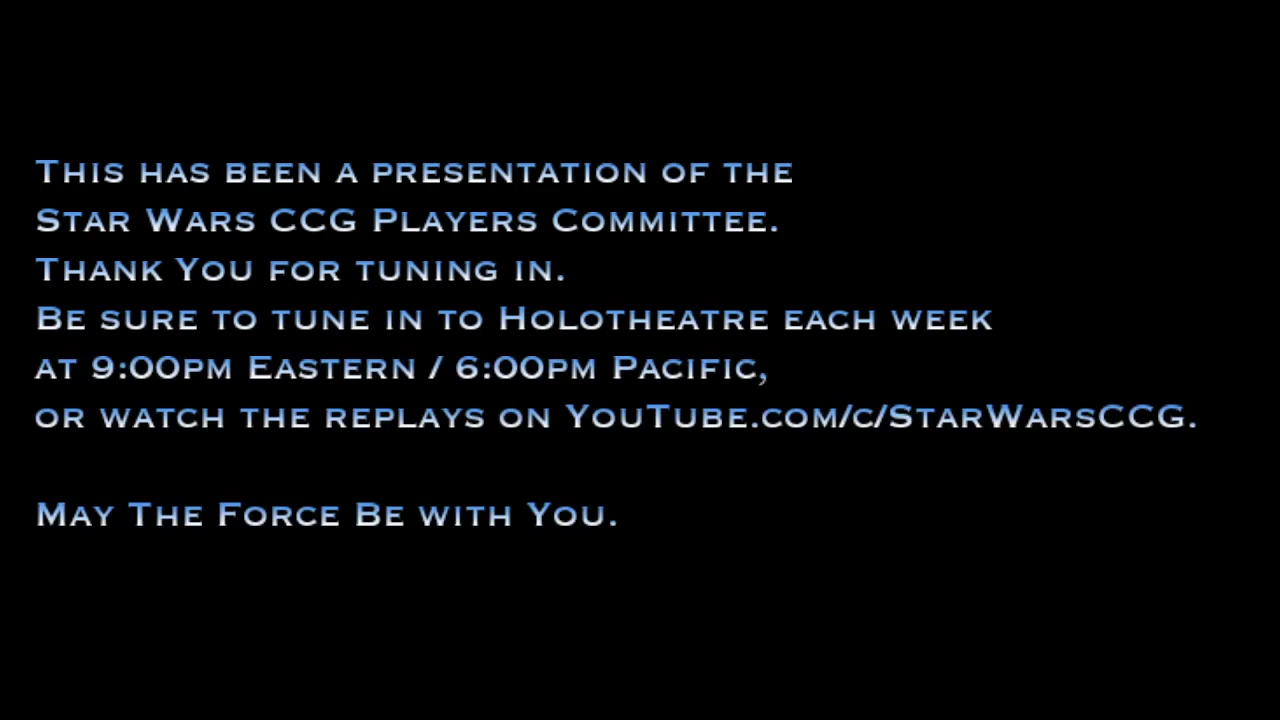 This has been a presentation of the
Star Wars CCG Players Committee.
Thank You for tuning in.
Be sure to tune in to Holotheatre each week
at 9:00pm Eastern / 6:00pm Pacific,
or watch the replays on YouTube.com/c/StarWarsCCG.
May The Force Be with You.